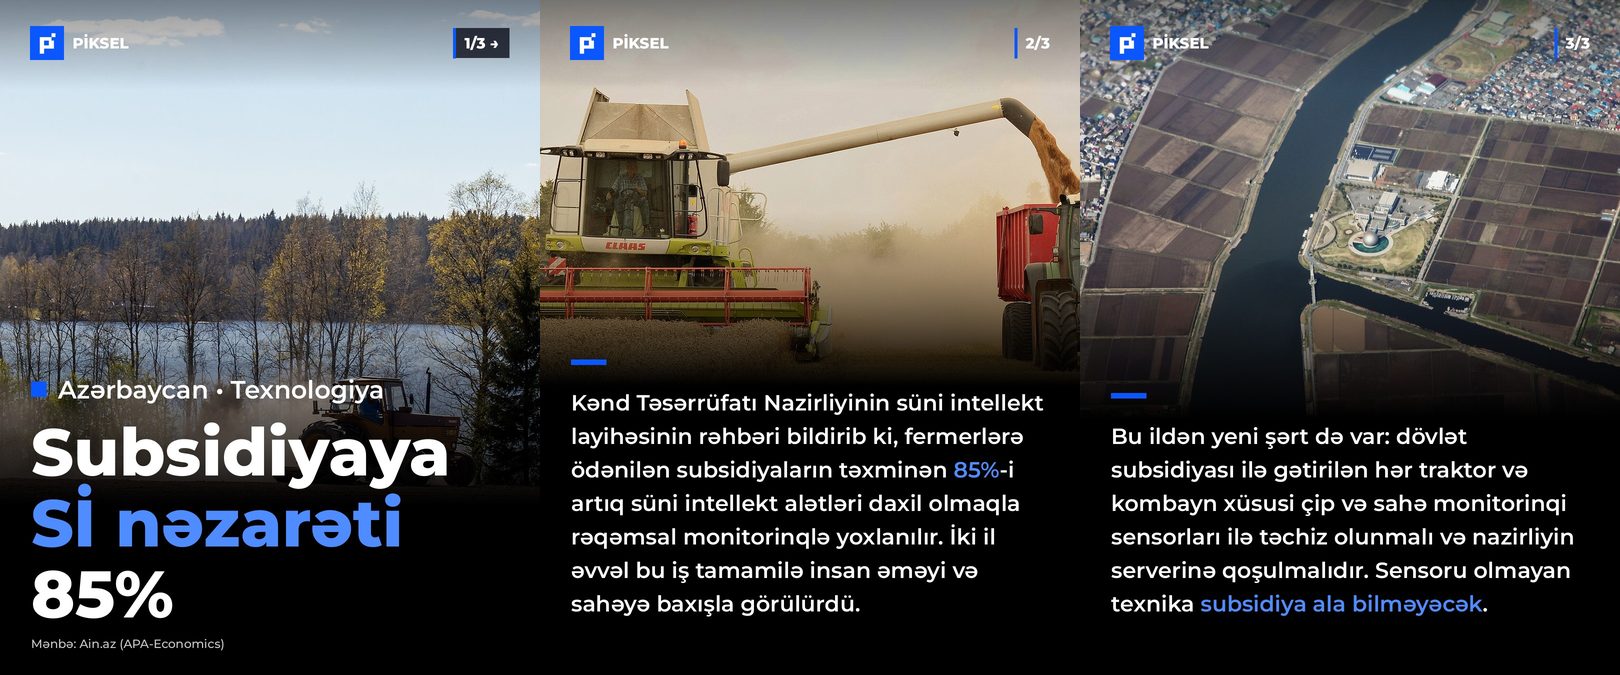 PİKSEL
1/3 →
Azərbaycan • Texnologiya
Subsidiyaya
Sİ nəzarəti
85%
Mənbə: Ain.az (APA-Economics)
PİKSEL
2/3
CLAAS
Kənd Təsərrüfatı Nazirliyinin süni intellekt
layihəsinin rəhbəri bildirib ki, fermerlərə
ödənilən subsidiyaların təxminən 85%-i
artıq süni intellekt alətləri daxil olmaqla
rəqəmsal monitorinqlə yoxlanılır. İki il
əvvəl bu iş tamamilə insan əməyi və
sahəyə baxışla görülürdü.
PİKSEL
3/3
Bu ildən yeni şərt də var: dövlət
subsidiyası ilə gətirilən hər traktor və
kombayn xüsusi çip və sahə monitorinqi
sensorları ilə təchiz olunmalı və nazirliyin
serverinə qoşulmalıdır. Sensoru olmayan
texnika subsidiya ala bilməyəcək.